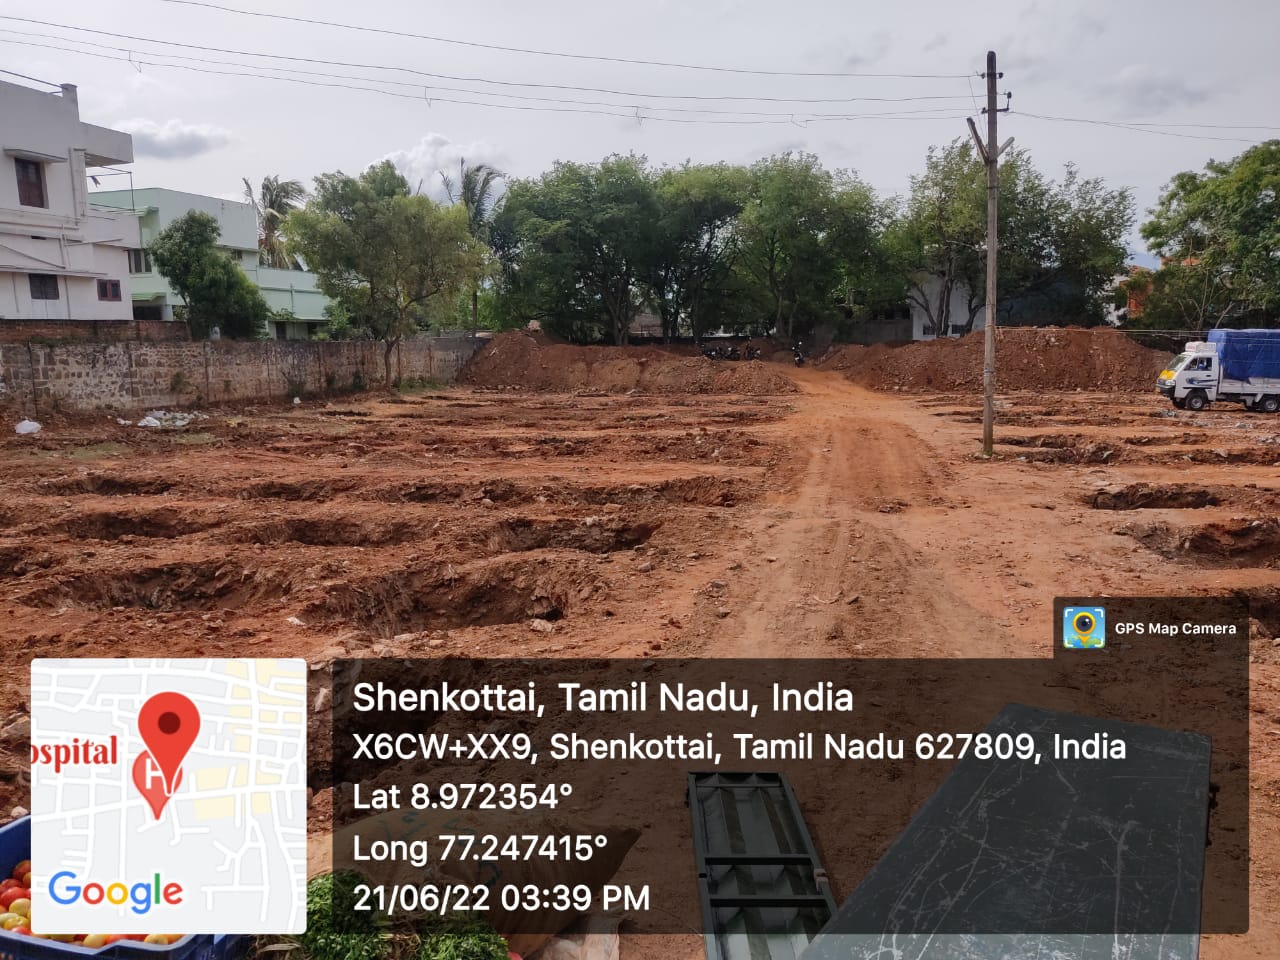 GPS Map Camera
Shenkottai, Tamil Nadu, India
X6CW+XX9, Shenkottai, Tamil Nadu 627809, India
Lat 8.972354°
Long 77.247415°
21/06/22 03:39 PM
ospital
H
Google